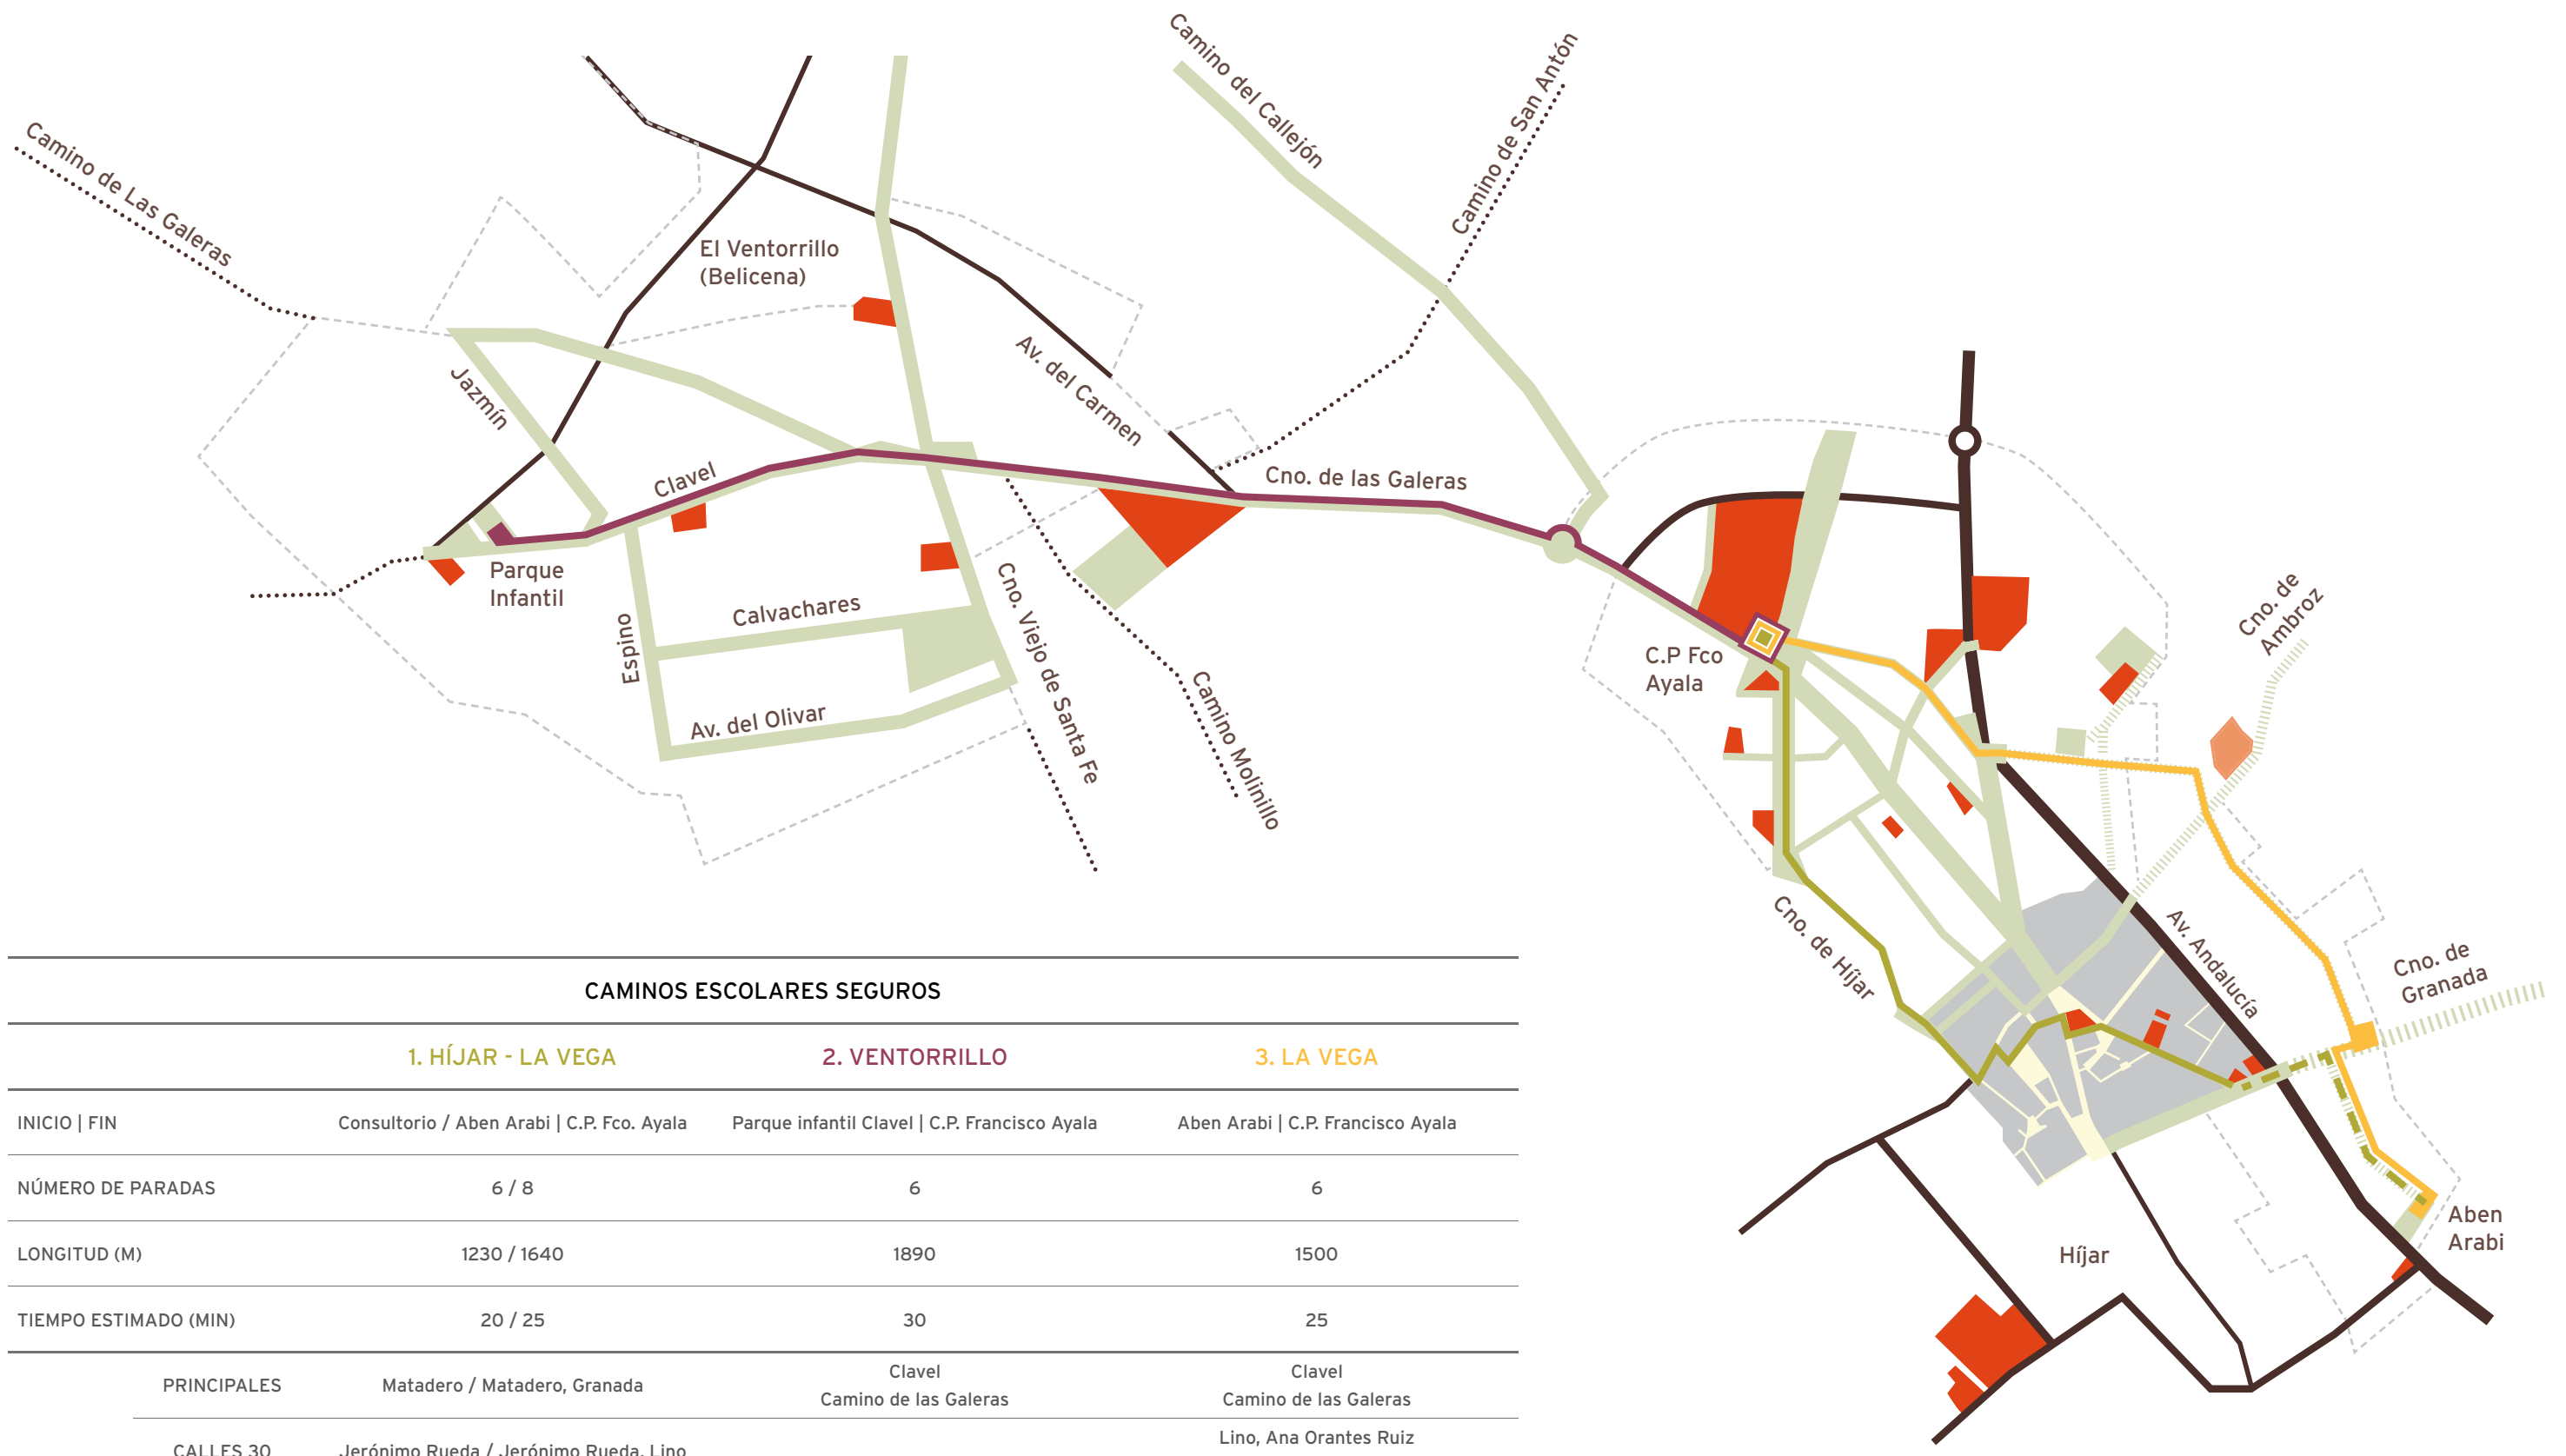 Camino de Las Galeras
El Ventorrillo
(Belicena)
Camino del Callejón
Camino de San Antón
Av. del Carmen
Jazmín
Clavel
Cno. de las Galeras
Parque
Infantil
Espino
Calvachares
Av. del Olivar
Cno. Viejo de Santa Fe
Camino Molinillo
C.P Fco
Ayala
Cno. de
Ambroz
Cno. de Híjar
Av. Andalucía
Cno. de
Granada
Híjar
Aben
Arabi
CAMINOS ESCOLARES SEGUROS
1. HÍJAR - LA VEGA 2. VENTORRILLO 3. LA VEGA
INICIO | FIN Consultorio / Aben Arabi | C.P. Fco. Ayala Parque infantil Clavel | C.P. Francisco Ayala Aben Arabi | C.P. Francisco Ayala
NÚMERO DE PARADAS 6 / 8 6 6
LONGITUD (M) 1230 / 1640 1890 1500
TIEMPO ESTIMADO (MIN) 20 / 25 30 25
PRINCIPALES Matadero / Matadero, Granada Clavel Clavel
Camino de las Galeras Camino de las Galeras
CALLES 30 Jerónimo Rueda / Jerónimo Rueda, Lino Lino, Ana Orantes Ruiz